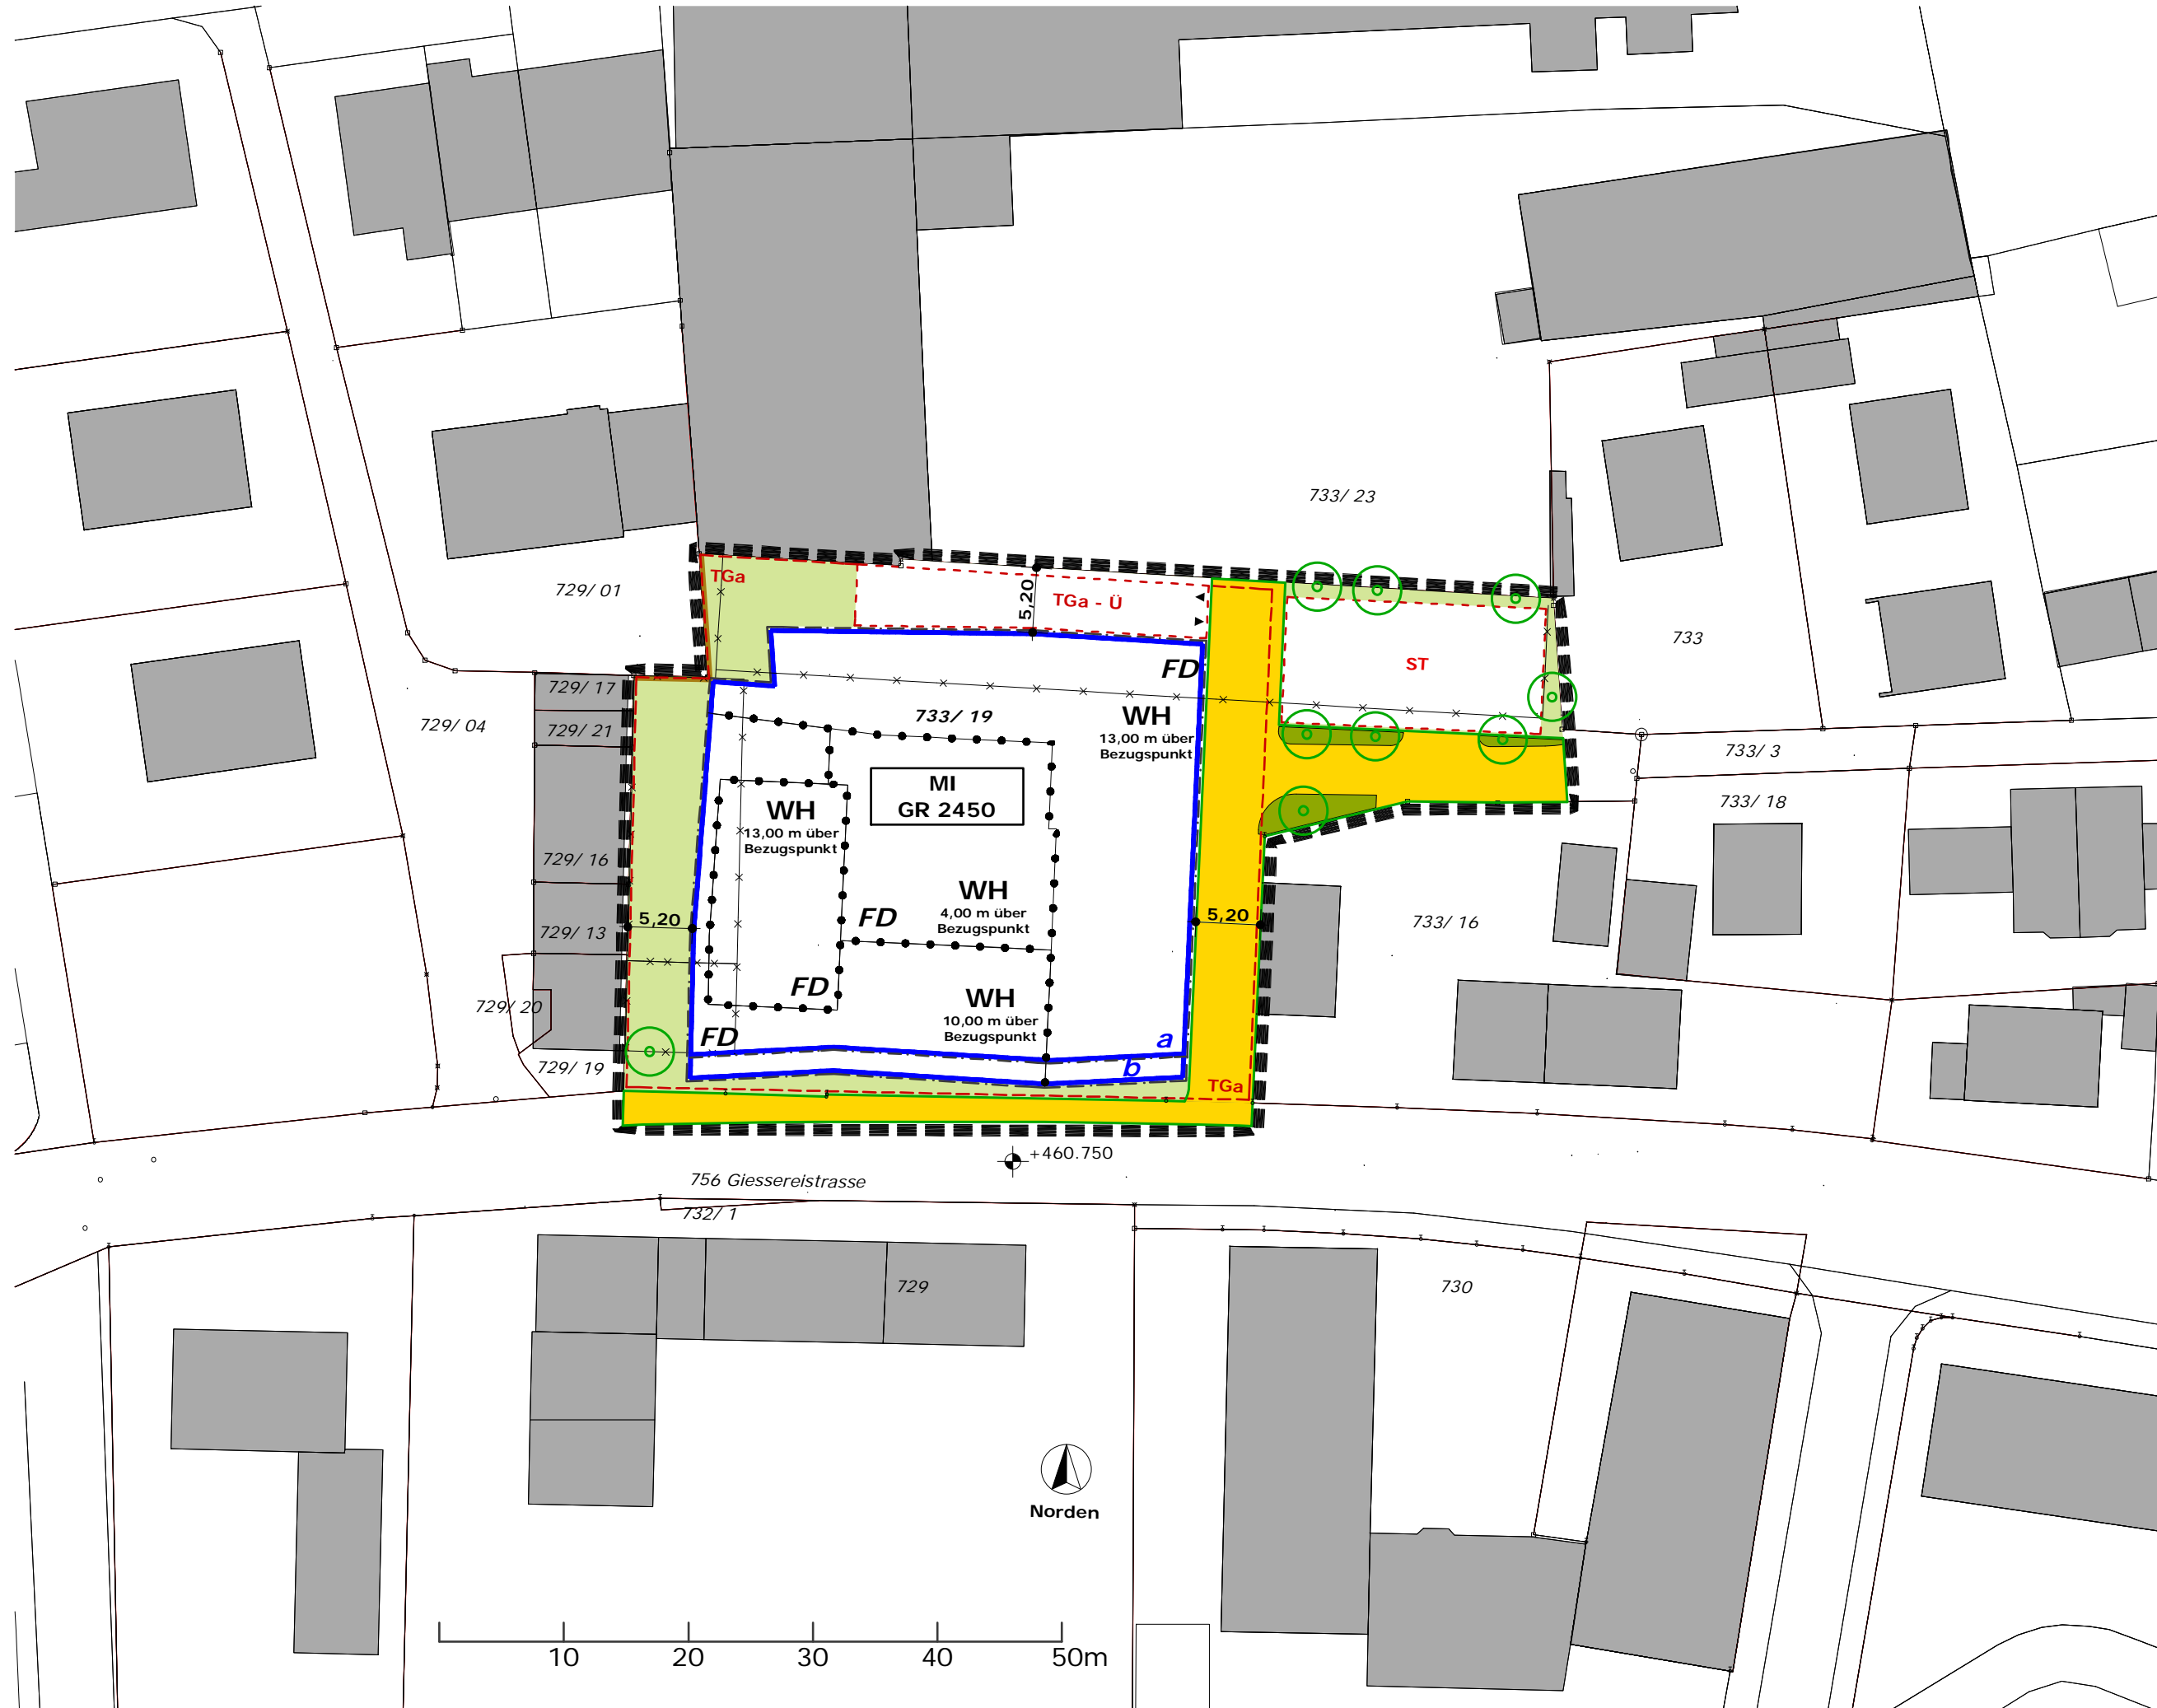 733/ 23
TGa
729/ 01
5,20
TGa - Ü
733
ST
FD
729/ 17
733/ 19
WH
13,00 m über
Bezugspunkt
729/ 04
729/ 21
733/ 3
MI
GR 2450
WH
13,00 m über
Bezugspunkt
733/ 18
729/ 16
WH
4,00 m über
Bezugspunkt
5,20
FD
5,20
733/ 16
729/ 13
FD
WH
10,00 m über
Bezugspunkt
729/ 20
FD
a
729/ 19
b
TGa
+460.750
756 Giessereistrasse
732/ 1
729
730
Norden
10 20 30 40 50m